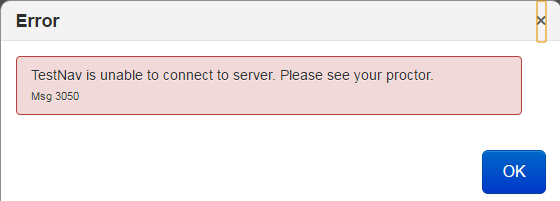 Error
×
TestNav is unable to connect to server. Please see your proctor.
Msg 3050
OK